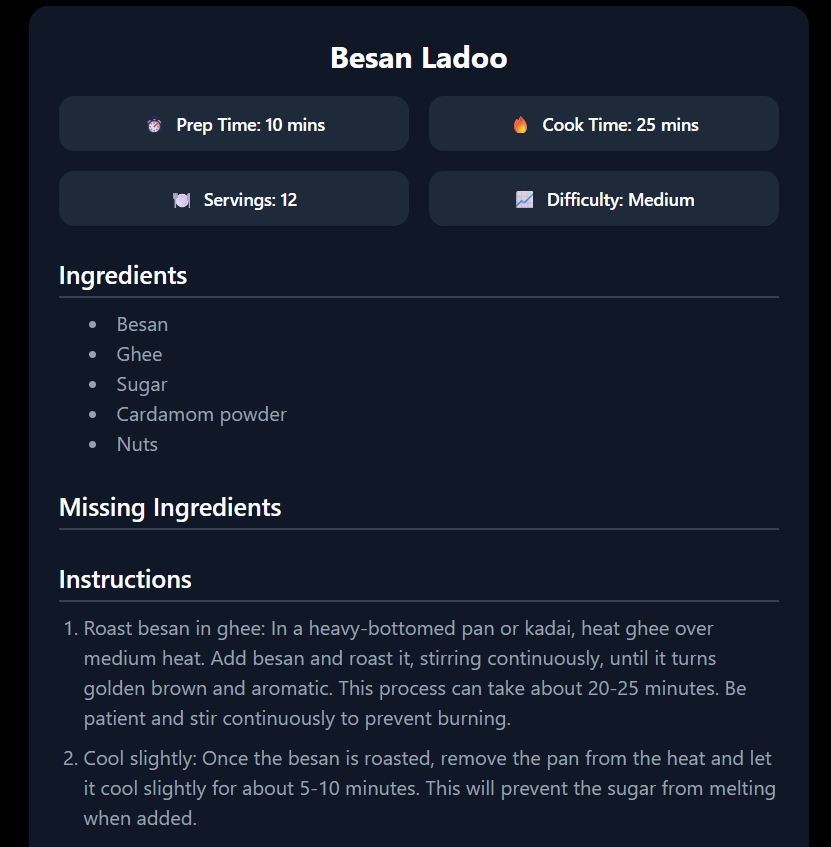 Besan Ladoo
Prep Time: 10 mins
Cook Time: 25 mins
Servings: 12
Difficulty: Medium
Ingredients
Besan
Ghee
Sugar
Cardamom powder
Nuts
Missing Ingredients
Instructions
1. Roast besan in ghee: In a heavy-bottomed pan or kadai, heat ghee over
medium heat. Add besan and roast it, stirring continuously, until it turns
golden brown and aromatic. This process can take about 20-25 minutes. Be
patient and stir continuously to prevent burning.
2. Cool slightly: Once the besan is roasted, remove the pan from the heat and let
it cool slightly for about 5-10 minutes. This will prevent the sugar from melting
when added.